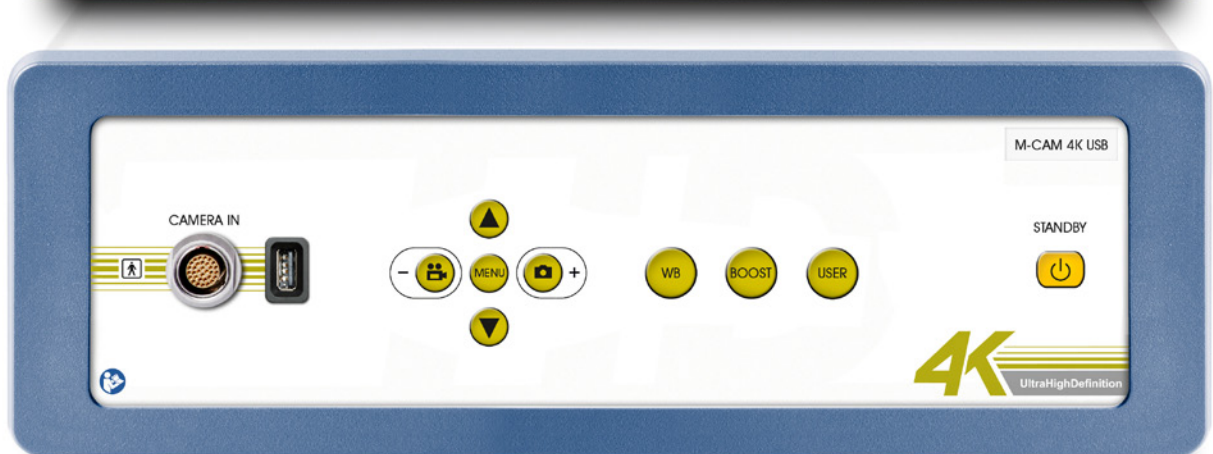 M-CAM 4K USB
CAMERA IN
STANDBY
- MENU +
WB BOOST USER
4K
UltraHighDefinition